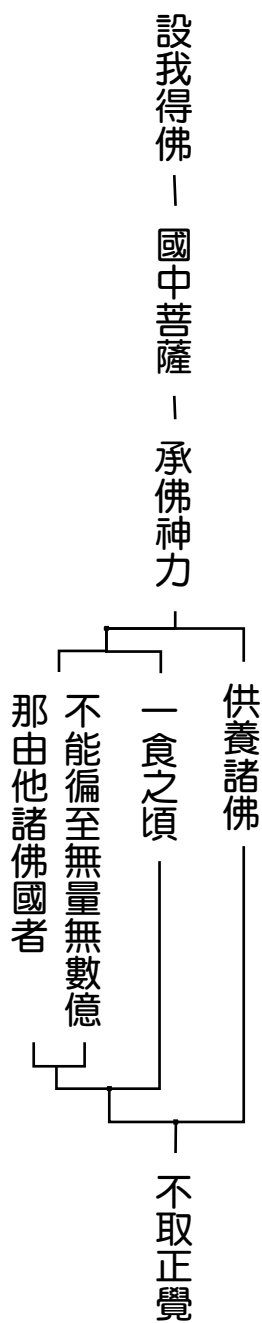 設我得佛
國中菩薩
承佛神力
供養諸佛
一食之頃
不能徧至無量無數億
那由他諸佛國者
不取正覺